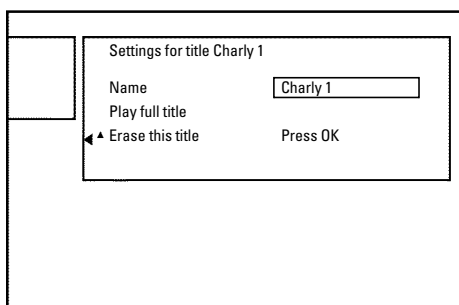 Settings for title Charly 1
Name Charly 1
Play full title
Erase this title Press OK